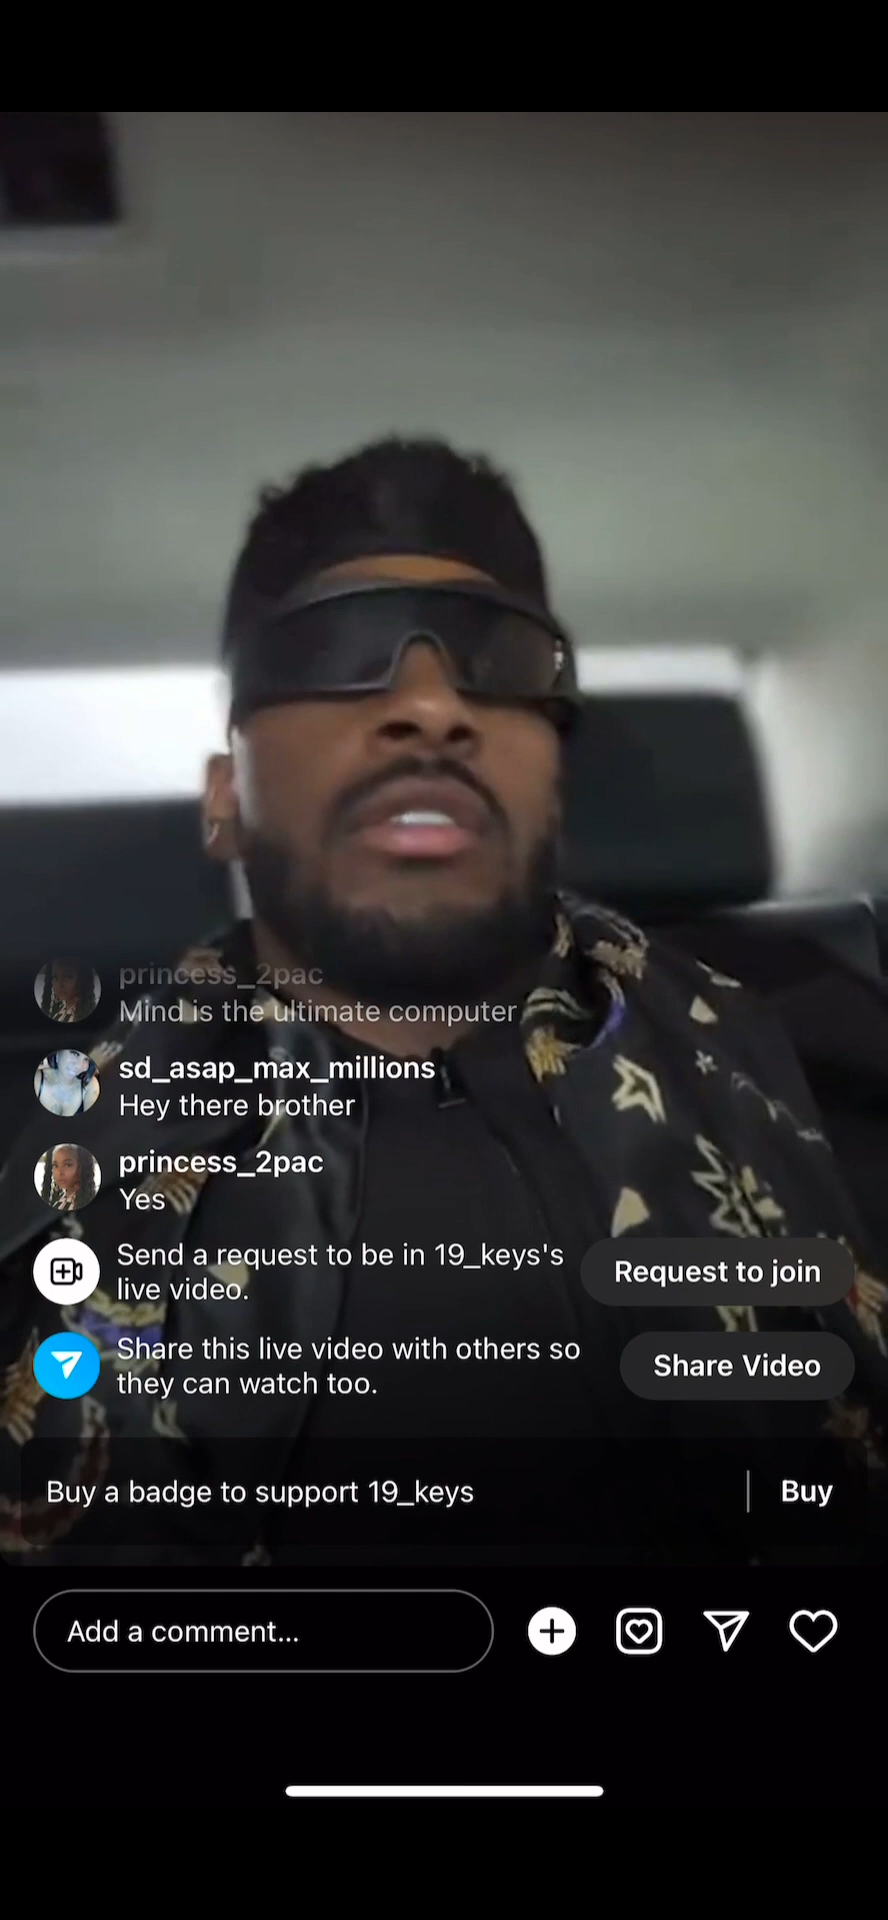 princess_2pac
Mind is the ultimate computer
sd_asap_max_millions
Hey there brother
princess_2pac
Yes
Send a request to be in 19_keys's
live video.
Request to join
Share this live video with others so
they can watch too.
Share Video
Buy a badge to support 19_keys
Buy
Add a comment...